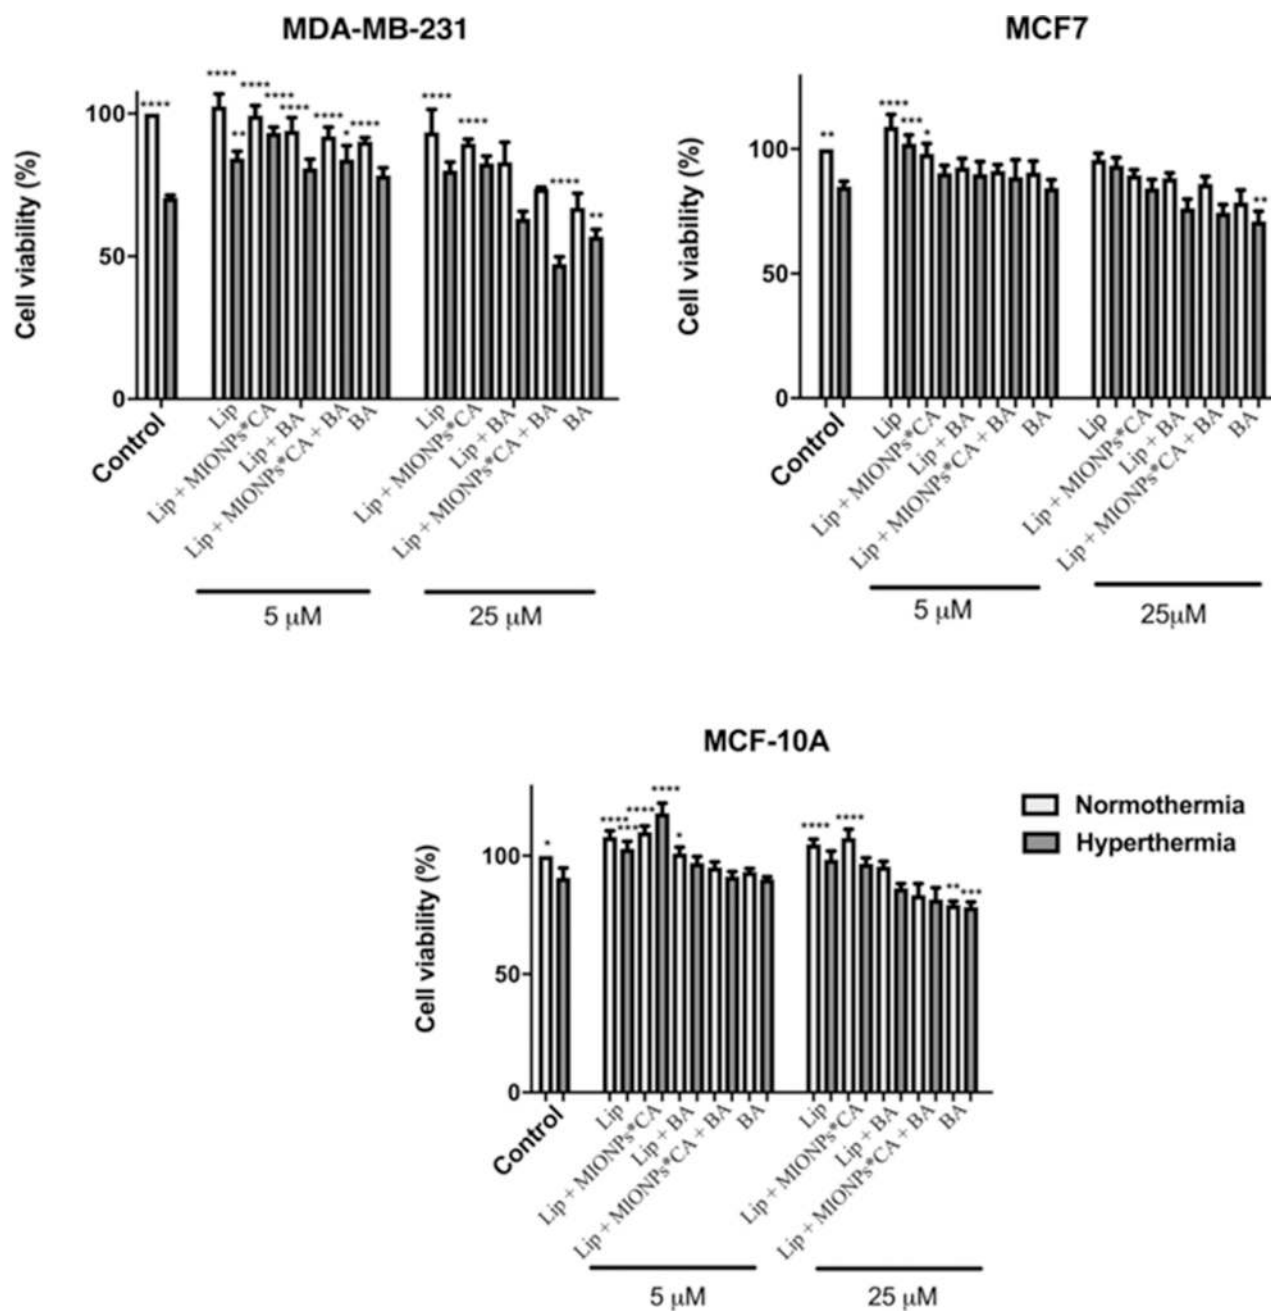 MDA-MB-231
Cell viability (%)
100
50
0
**** **** ** **** **** **** **** * **** **** **** **** **
Control
Lip
Lip + MIONPs*CA
Lip + BA
Lip + MIONPs*CA + BA
BA
Lip
Lip + MIONPs*CA
Lip + BA
Lip + MIONPs*CA + BA
BA
5 μM
25 μM
MCF7
Cell viability (%)
100
50
0
** **** *** * **
Control
Lip
Lip + MIONPs*CA
Lip + BA
Lip + MIONPs*CA + BA
BA
Lip
Lip + MIONPs*CA
Lip + BA
Lip + MIONPs*CA + BA
BA
5 μM
25μM
MCF-10A
Cell viability (%)
100
50
0
* **** *** **** **** * **** **** ** ***
Control
Lip
Lip + MIONPs*CA
Lip + BA
Lip + MIONPs*CA + BA
BA
Lip
Lip + MIONPs*CA
Lip + BA
Lip + MIONPs*CA + BA
BA
5 μM
25 μM
Normothermia
Hyperthermia